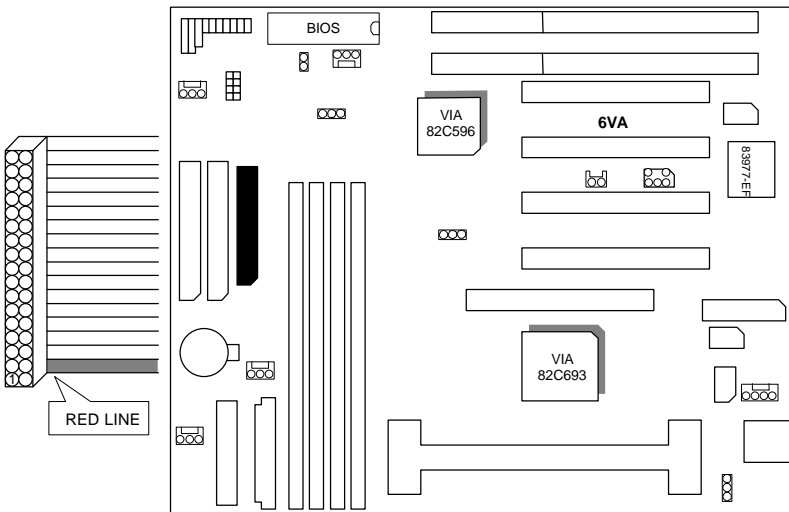 BIOS
VIA
82C596
6VA
83977-EF
VIA
82C693
1
RED LINE